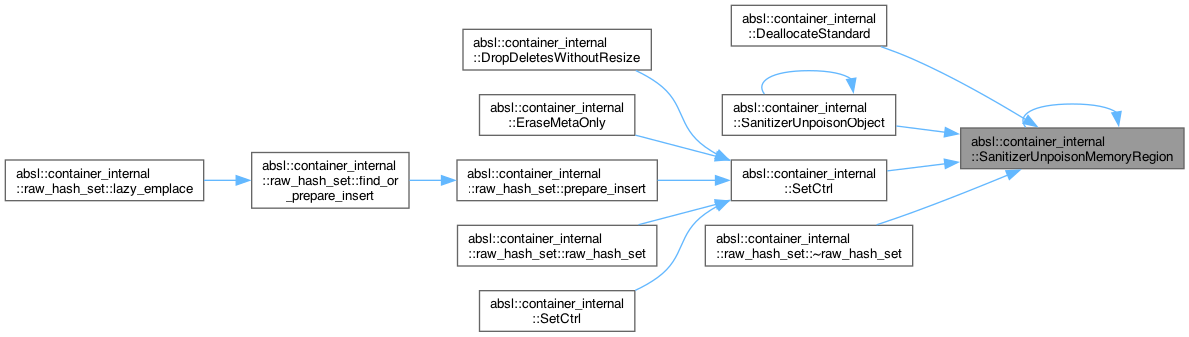 absl::container_internal
::raw_hash_set::lazy_emplace
absl::container_internal
::raw_hash_set::find_or
_prepare_insert
absl::container_internal
::DropDeletesWithoutResize
absl::container_internal
::EraseMetaOnly
absl::container_internal
::raw_hash_set::prepare_insert
absl::container_internal
::raw_hash_set::raw_hash_set
absl::container_internal
::SetCtrl
absl::container_internal
::DeallocateStandard
absl::container_internal
::SanitizerUnpoisonObject
absl::container_internal
::SetCtrl
absl::container_internal
::raw_hash_set::~raw_hash_set
absl::container_internal
::SanitizerUnpoisonMemoryRegion